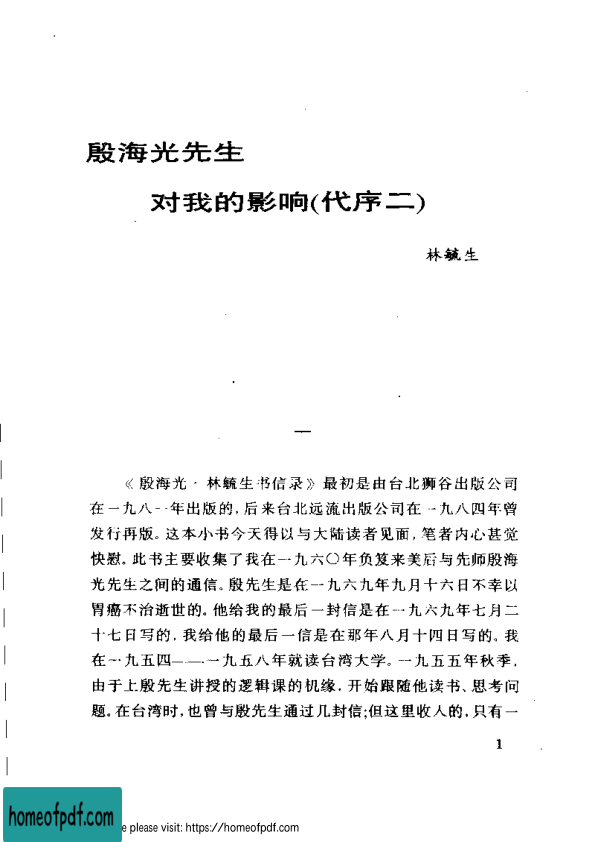 殷海光先生
对我的影响(代序二)
林毓生
一
《殷海光·林毓生书信录》最初是由台北狮谷出版公司
在一九八一年出版的,后来台北远流出版公司在一九八四年曾
发行再版。这本小书今天得以与大陆读者见面,笔者内心甚觉
快慰。此书主要收集了我在一九六〇年负笈来美后与先师殷海
光先生之间的通信。殷先生是在一九六九年九月十六日不幸以
胃癌不治逝世的。他给我的最后一封信是在一九六九年七月二
十七日写的,我给他的最后一信是在那年八月十四日写的。我
在一九五四——一九五八年就读台湾大学。一九五五年秋季,
由于上殷先生讲授的逻辑课的机缘,开始跟随他读书、思考问
题。在台湾时,也曾与殷先生通过几封信;但这里收入的,只有一
1
homeofpdf.com
e please visit: https://homeofpdf.com